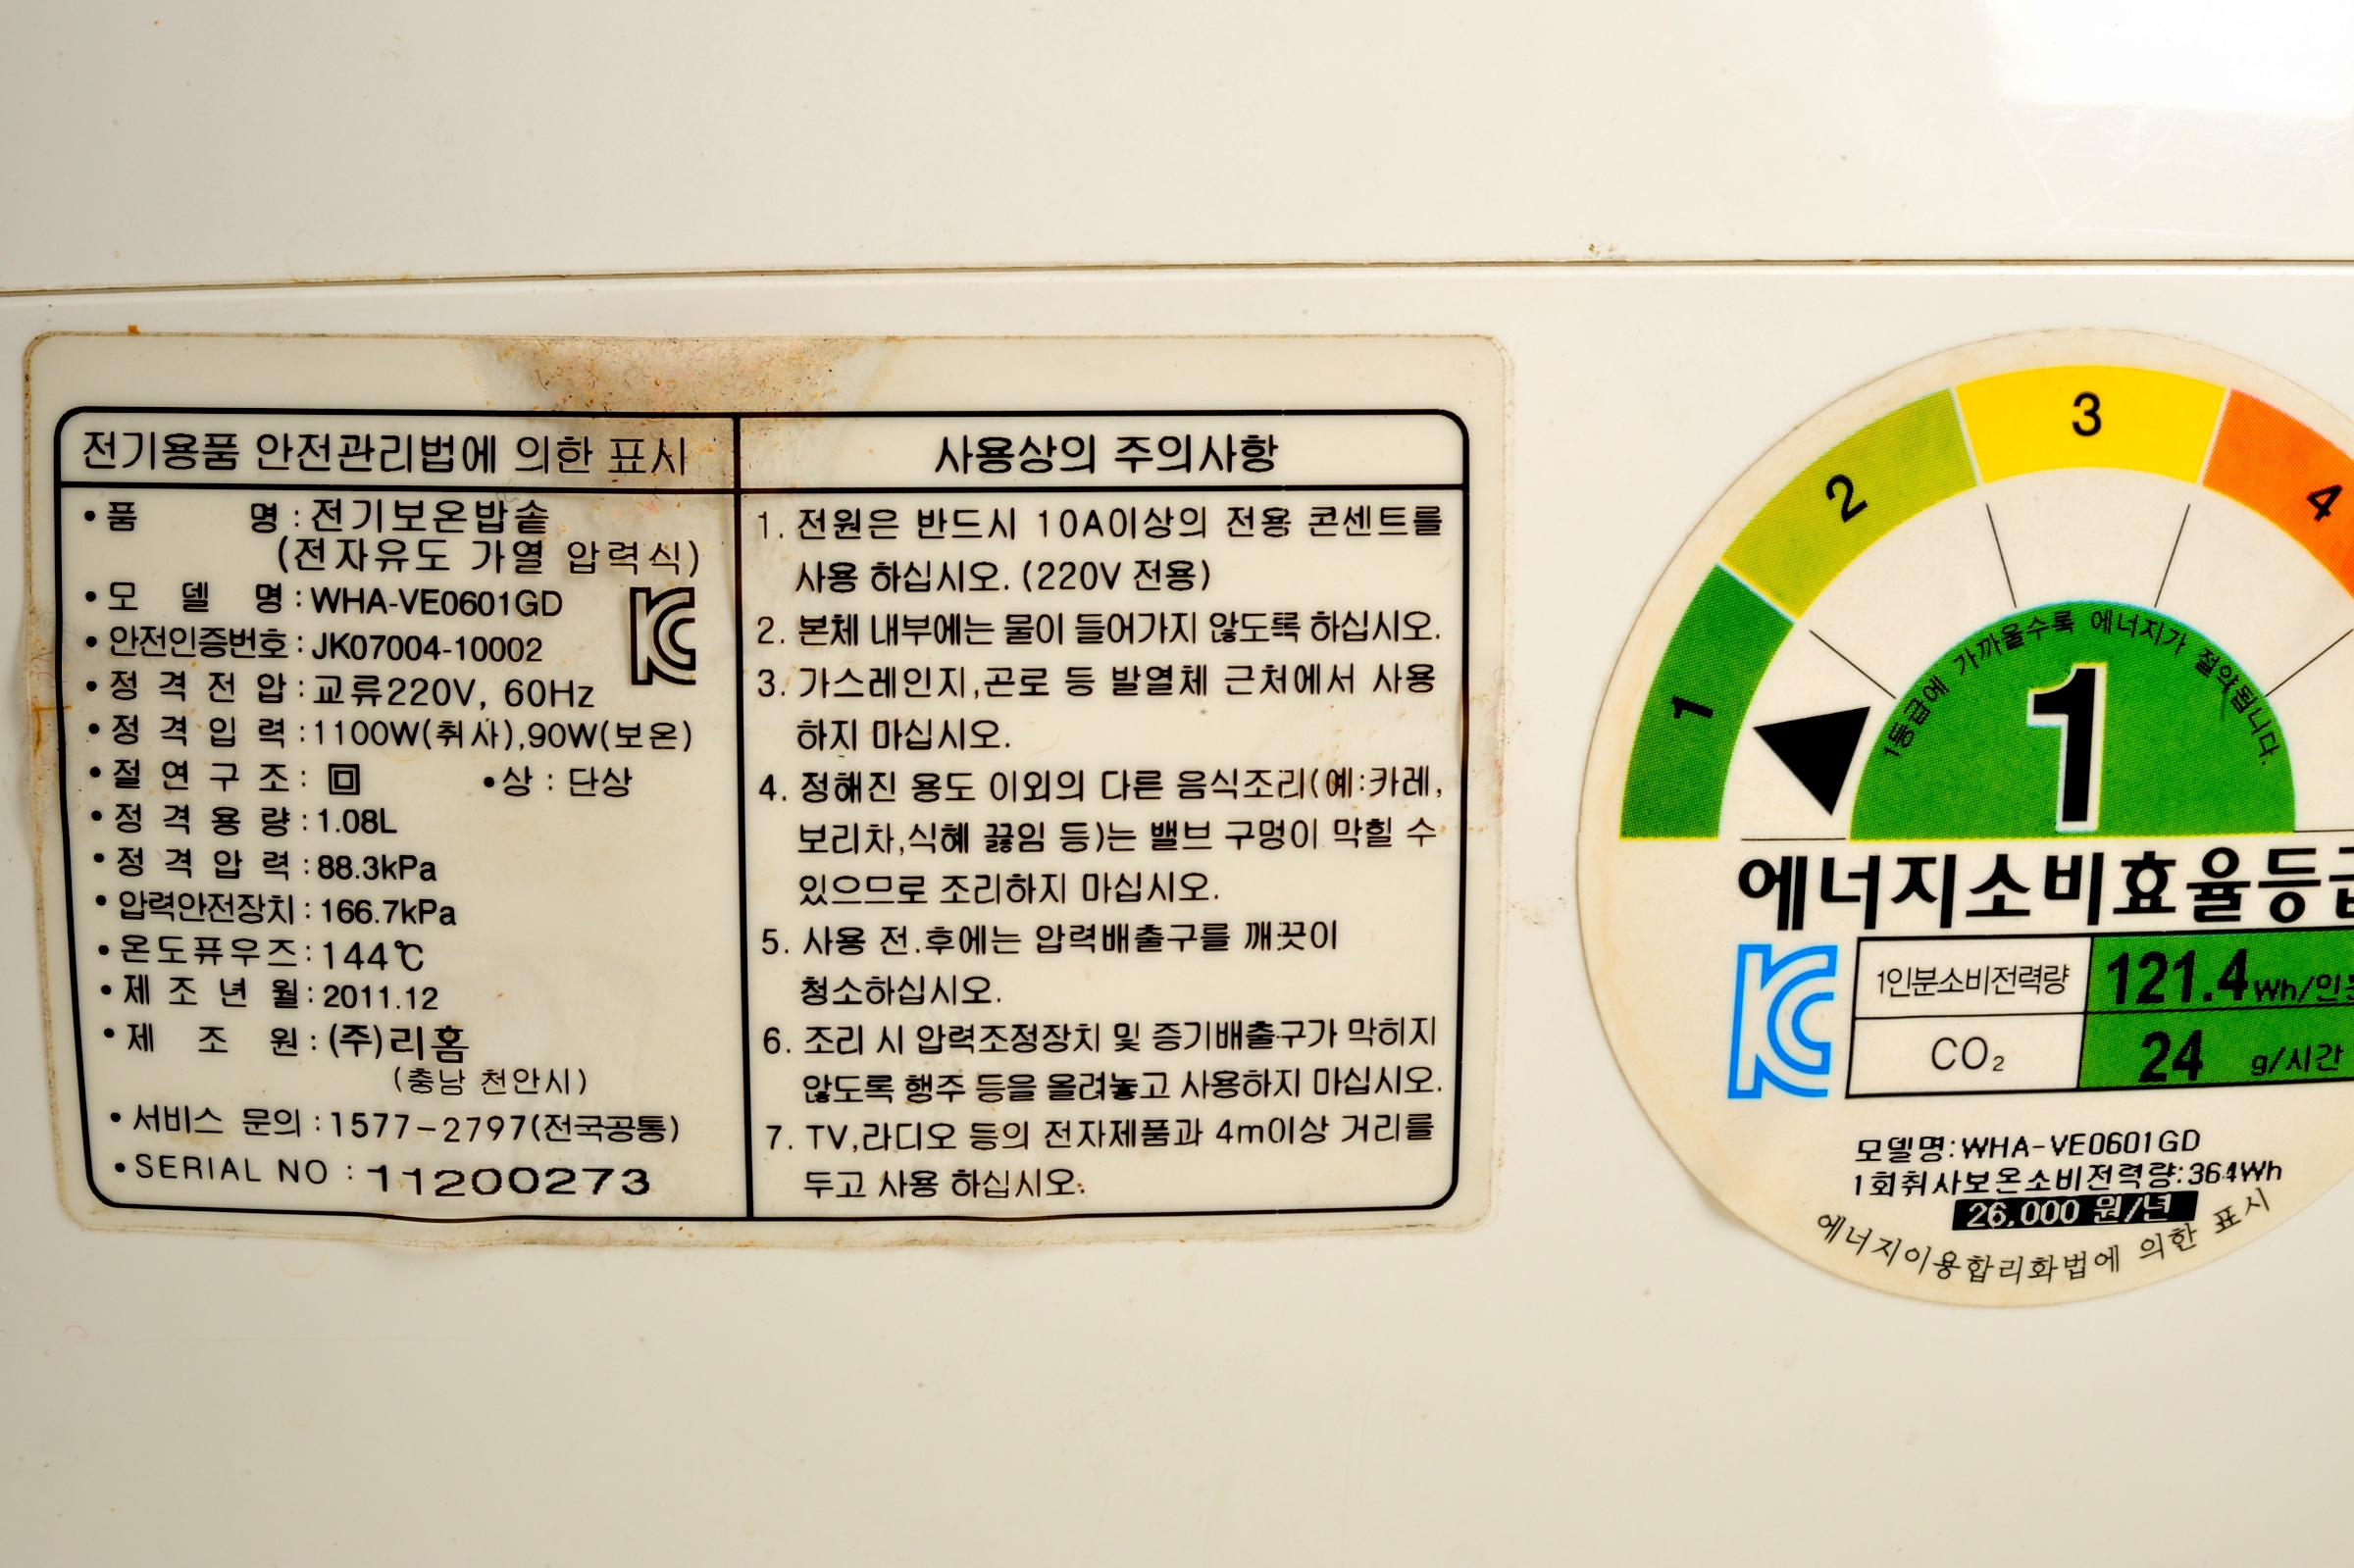 전기용품 안전관리법에 의한 표시
• 품 명 : 전기보온밥솥
(전자유도 가열 압력식)
• 모 델 명 : WHA-VE0601GD
• 안전인증번호 : JK07004-10002
• 정 격 전 압 : 교류220V, 60Hz
• 정 격 입 력 : 1100W(취사),90W(보온)
• 절 연 구 조 : 回 • 상 : 단상
• 정 격 용 량 : 1.08L
• 정 격 압 력 : 88.3kPa
• 압력안전장치 : 166.7kPa
• 온도퓨우즈 : 144℃
• 제 조 년 월 : 2011.12
• 제 조 원 : (주)리홈
(충남 천안시)
• 서비스 문의 : 1577-2797(전국공통)
• SERIAL NO : 11200273
사용상의 주의사항
1. 전원은 반드시 10A이상의 전용 콘센트를
사용 하십시오. (220V 전용)
2. 본체 내부에는 물이 들어가지 않도록 하십시오.
3. 가스레인지,곤로 등 발열체 근처에서 사용
하지 마십시오.
4. 정해진 용도 이외의 다른 음식조리(예:카레,
보리차,식혜 끓임 등)는 밸브 구멍이 막힐 수
있으므로 조리하지 마십시오.
5. 사용 전.후에는 압력배출구를 깨끗이
청소하십시오.
6. 조리 시 압력조정장치 및 증기배출구가 막히지
않도록 행주 등을 올려놓고 사용하지 마십시오.
7. TV,라디오 등의 전자제품과 4m이상 거리를
두고 사용 하십시오.
1 2 3 4
1등급에 가까울수록 에너지가 절약됩니다.
1
에너지소비효율등급
1인분소비전력량 121.4Wh/인분
CO₂ 24 g/시간
모델명:WHA-VE0601GD
1회취사보온소비전력량:364Wh
26,000 원/년
에너지이용합리화법에 의한 표시